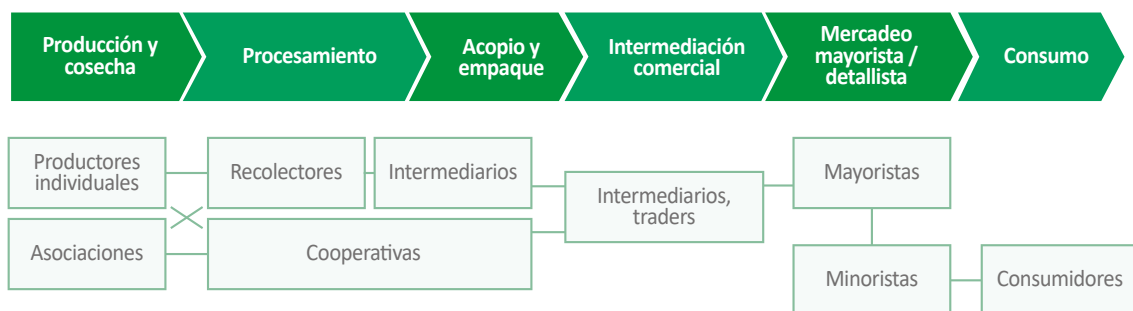 Producción y
cosecha
Procesamiento
Acopio y
empaque
Intermediación
comercial
Mercadeo
mayorista /
detallista
Consumo
Productores
individuales
Recolectores
Intermediarios
Intermediarios,
traders
Mayoristas
Asociaciones
Cooperativas
Minoristas
Consumidores